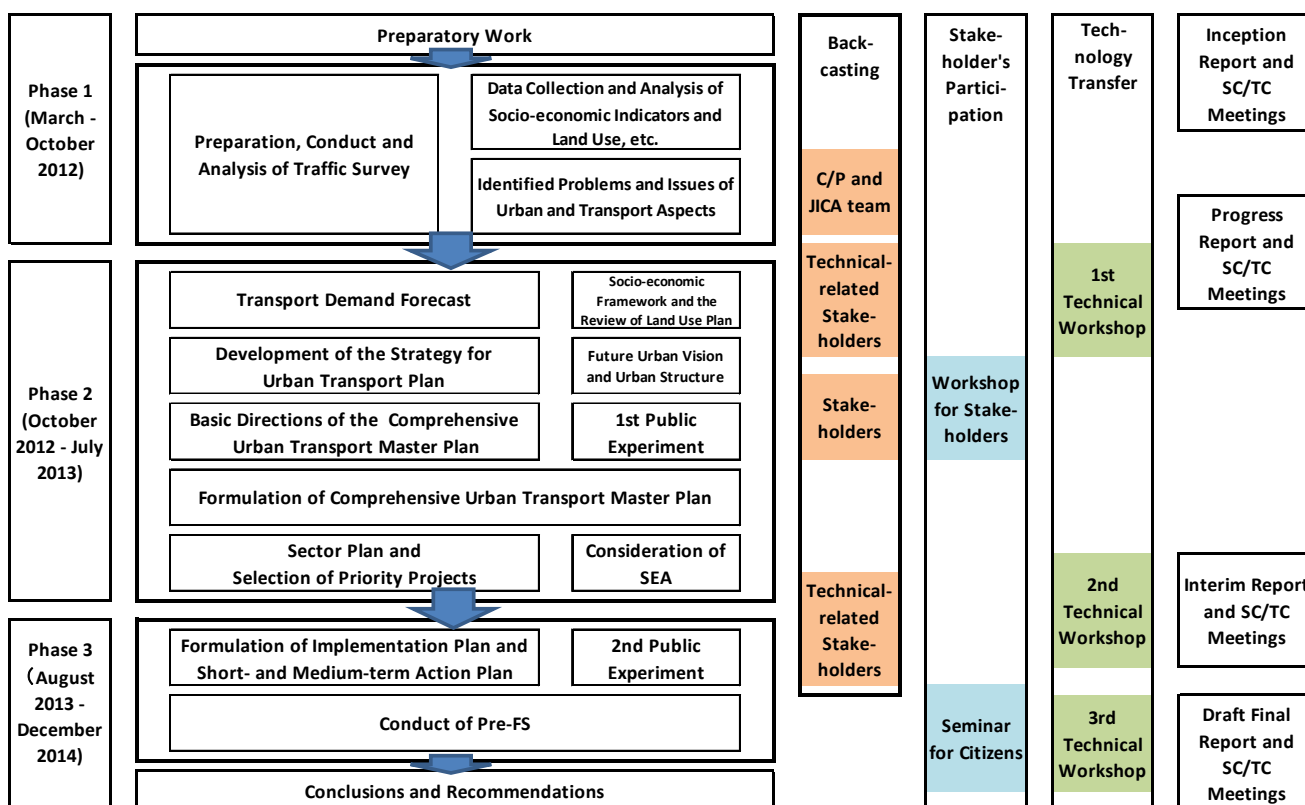 Preparatory Work
Phase 1
(March -
October
2012)
Preparation, Conduct and
Analysis of Traffic Survey
Data Collection and Analysis of
Socio-economic Indicators and
Land Use, etc.
Identified Problems and Issues of
Urban and Transport Aspects
Phase 2
(October
2012 - July
2013)
Transport Demand Forecast
Socio-economic
Framework and the
Review of Land Use Plan
Development of the Strategy for
Urban Transport Plan
Future Urban Vision
and Urban Structure
Basic Directions of the Comprehensive
Urban Transport Master Plan
1st Public
Experiment
Formulation of Comprehensive Urban Transport Master Plan
Sector Plan and
Selection of Priority Projects
Consideration of
SEA
Phase 3
(August
2013 -
December
2014)
Formulation of Implementation Plan and
Short- and Medium-term Action Plan
2nd Public
Experiment
Conduct of Pre-FS
Conclusions and Recommendations
Back-
casting
C/P and
JICA team
Technical-
related
Stake-
holders
Stake-
holders
Technical-
related
Stake-
holders
Stake-
holder's
Partici-
pation
Workshop
for Stake-
holders
Seminar
for Citizens
Tech-
nology
Transfer
1st
Technical
Workshop
2nd
Technical
Workshop
3rd
Technical
Workshop
Inception
Report and
SC/TC
Meetings
Progress
Report and
SC/TC
Meetings
Interim Report
and SC/TC
Meetings
Draft Final
Report and
SC/TC
Meetings